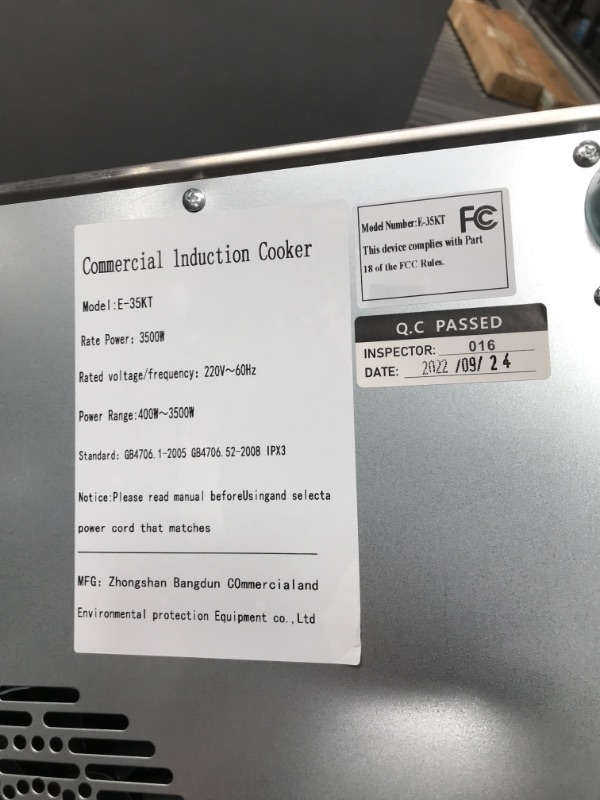 Commercial Induction Cooker
Model:E-35KT
Rate Power: 3500W
Rated voltage/frequency: 220V~60Hz
Power Range:400W~3500W
Standard: GB4706.1-2005 GB4706.52-2008 IPX3
Notice:Please read manual beforeUsingand selecta
power cord that matches
MFG: Zhongshan Bangdun COmmercialand
Environmental protection Equipment co.,Ltd
Model Number:E-35KT FC
This device complies with Part
18 of the FCC Rules.
Q.C PASSED
INSPECTOR: 016
DATE: 2022 /09/ 24